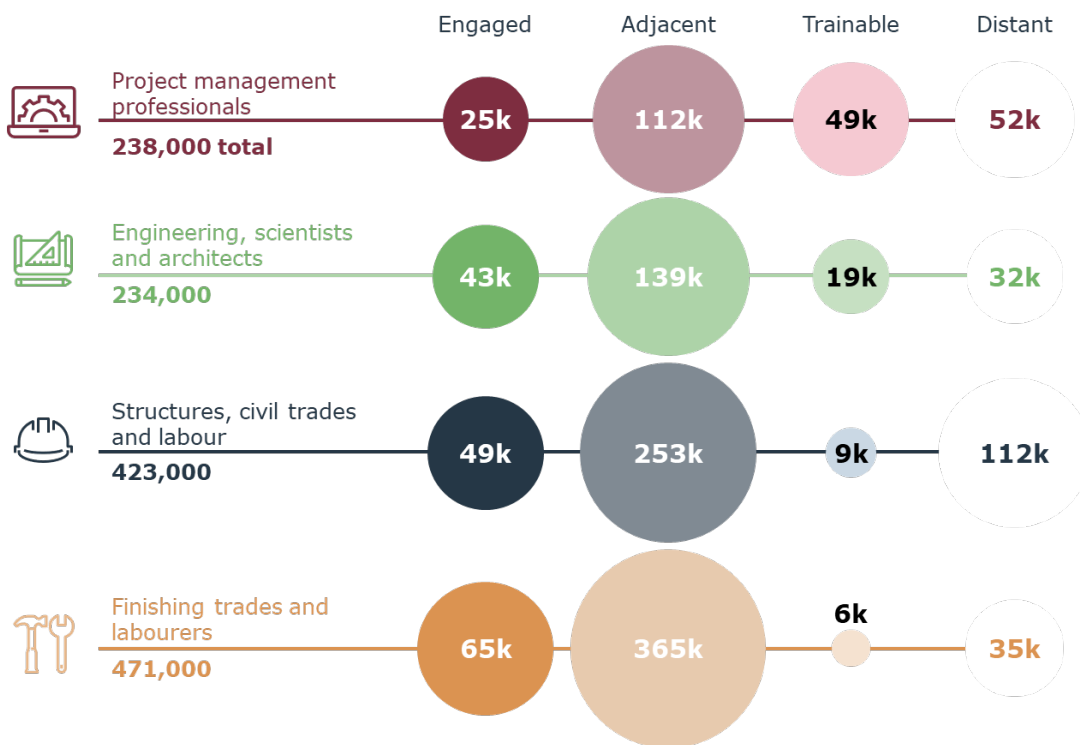 Engaged Adjacent Trainable Distant
Project management
professionals
238,000 total
25k 112k 49k 52k
Engineering, scientists
and architects
234,000
43k 139k 19k 32k
Structures, civil trades
and labour
423,000
49k 253k 9k 112k
Finishing trades and
labourers
471,000
65k 365k 6k 35k